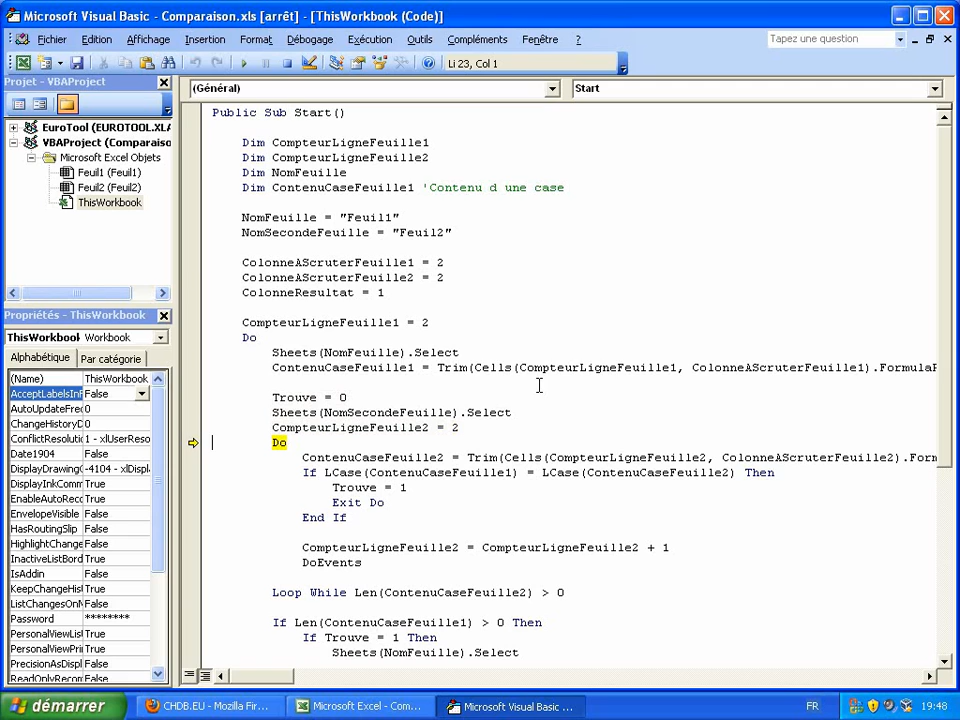 Microsoft Visual Basic - Comparaison.xls [arrêt] - [ThisWorkbook (Code)]
Fichier Edition Affichage Insertion Format Débogage Exécution Outils Compléments Fenêtre ? Tapez une question
Li 23, Col 1
Projet - VBAProject
EuroTool (EUROTOOL.XLA
VBAProject (Comparaiso
Microsoft Excel Objets
Feuil1 (Feuil1)
Feuil2 (Feuil2)
ThisWorkbook
Propriétés - ThisWorkbook
ThisWorkbook Workbook
Alphabétique Par catégorie
(Name) ThisWorkbook
AcceptLabelsInF False
AutoUpdateFreq 0
ChangeHistoryD 0
ConflictResolutio 1 - xlUserReso
Date1904 False
DisplayDrawingO -4104 - xlDispl
DisplayInkComm True
EnableAutoReco True
EnvelopeVisible False
HasRoutingSlip False
HighlightChange False
InactiveListBord True
IsAddin False
KeepChangeHist True
ListChangesOnN False
Password ********
PersonalViewList True
PersonalViewPrin True
PrecisionAsDispl False
ReadOnlyRecom False
(Général) Start
Public Sub Start()
Dim CompteurLigneFeuille1
Dim CompteurLigneFeuille2
Dim NomFeuille
Dim ContenuCaseFeuille1 'Contenu d une case
NomFeuille = "Feuil1"
NomSecondeFeuille = "Feuil2"
ColonneAScruterFeuille1 = 2
ColonneAScruterFeuille2 = 2
ColonneResultat = 1
CompteurLigneFeuille1 = 2
Do
Sheets(NomFeuille).Select
ContenuCaseFeuille1 = Trim(Cells(CompteurLigneFeuille1, ColonneAScruterFeuille1).FormulaR
Trouve = 0
Sheets(NomSecondeFeuille).Select
CompteurLigneFeuille2 = 2
Do
ContenuCaseFeuille2 = Trim(Cells(CompteurLigneFeuille2, ColonneAScruterFeuille2).Form
If LCase(ContenuCaseFeuille1) = LCase(ContenuCaseFeuille2) Then
Trouve = 1
Exit Do
End If
CompteurLigneFeuille2 = CompteurLigneFeuille2 + 1
DoEvents
Loop While Len(ContenuCaseFeuille2) > 0
If Len(ContenuCaseFeuille1) > 0 Then
If Trouve = 1 Then
Sheets(NomFeuille).Select
démarrer CHDB.EU - Mozilla Fir... Microsoft Excel - Com... Microsoft Visual Basic ... FR 19:48